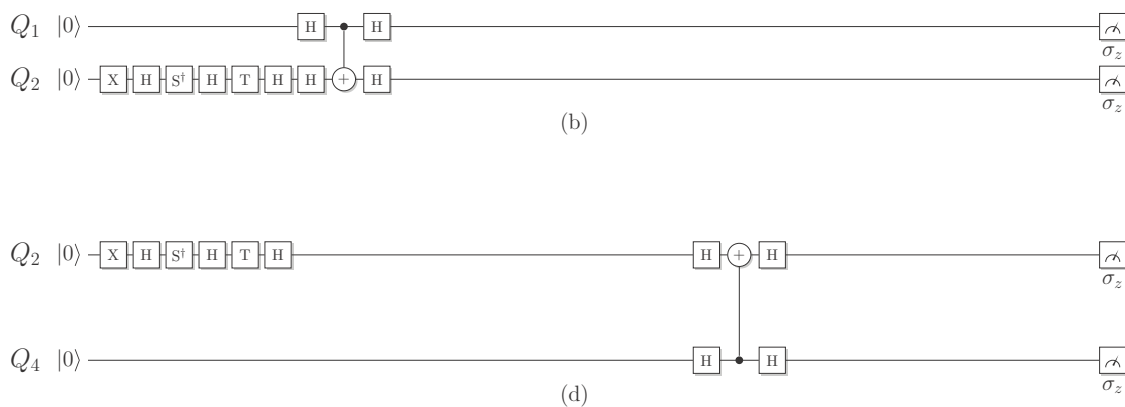 Q₁ |0⟩ H H
σz
Q₂ |0⟩ X H S† H T H H + H
σz
(b)
Q₂ |0⟩ X H S† H T H H + H
σz
Q₄ |0⟩ H H
σz
(d)